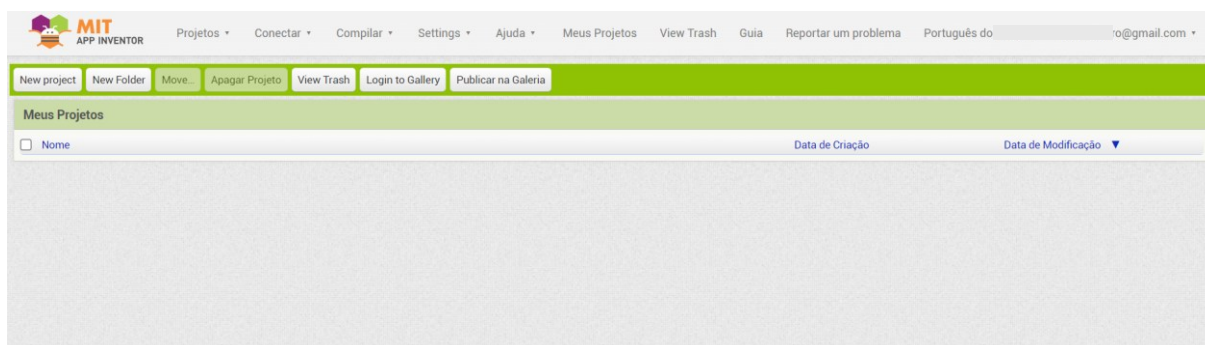 MIT
APP INVENTOR
Projetos Conectar Compilar Settings Ajuda Meus Projetos View Trash Guia Reportar um problema Português do ro@gmail.com
New project New Folder Move... Apagar Projeto View Trash Login to Gallery Publicar na Galeria
Meus Projetos
Nome Data de Criação Data de Modificação